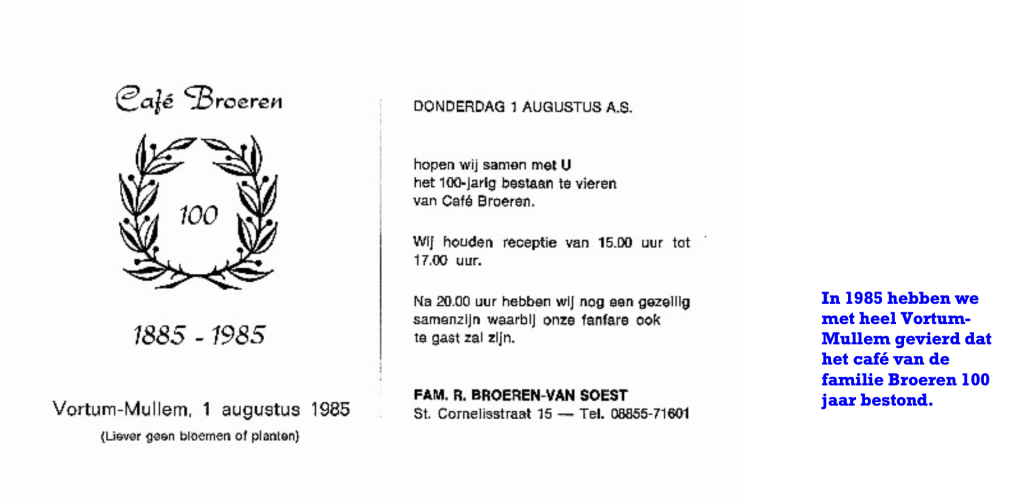 Café Broeren
100
1885 - 1985
Vortum-Mullem, 1 augustus 1985
(Liever geen bloemen of planten)
DONDERDAG 1 AUGUSTUS A.S.
hopen wij samen met U
het 100-jarig bestaan te vieren
van Café Broeren.
Wij houden receptie van 15.00 uur tot
17.00 uur.
Na 20.00 uur hebben wij nog een gezellig
samenzijn waarbij onze fanfare ook
te gast zal zijn.
FAM. R. BROEREN-VAN SOEST
St. Cornelisstraat 15 — Tel. 08855-71601
In 1985 hebben we
met heel Vortum-
Mullem gevierd dat
het café van de
familie Broeren 100
jaar bestond.